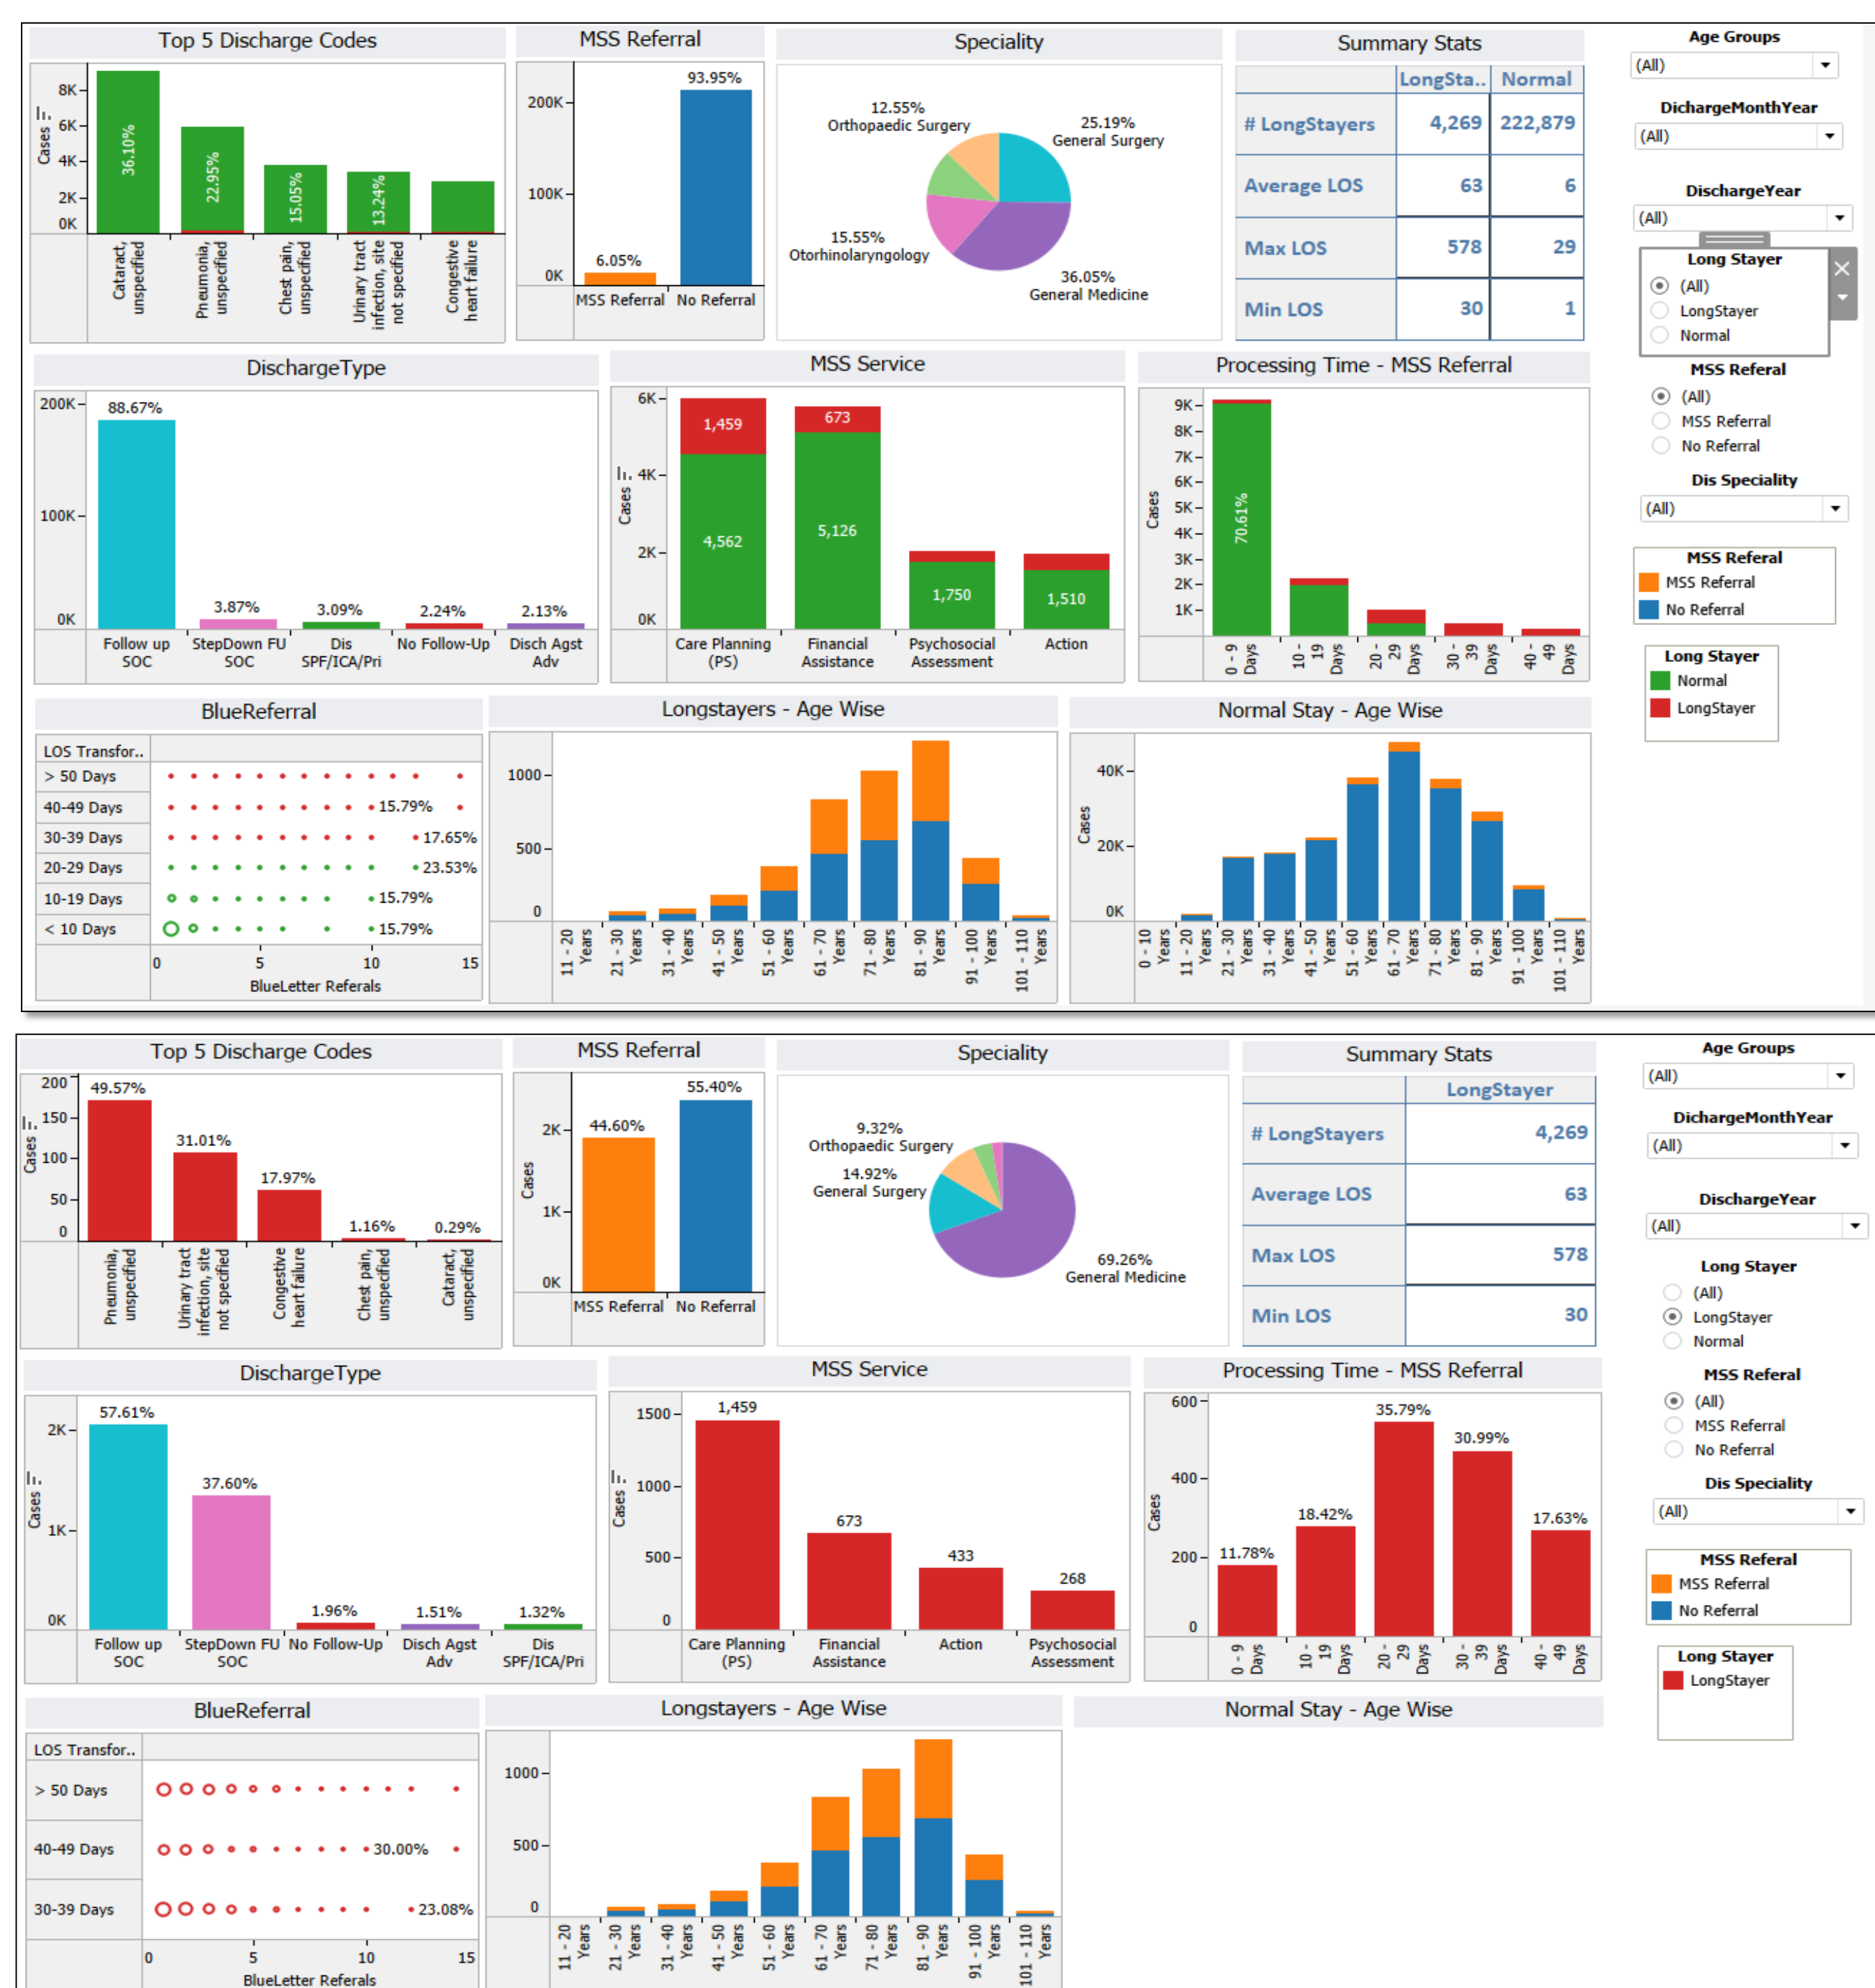 Top 5 Discharge Codes
8K
6K
4K
2K
0K
Cases
36.10%
22.95%
15.05%
13.24%
Cataract,
unspecified
Pneumonia,
unspecified
Chest pain,
unspecified
Urinary tract
infection, site
not specified
Congestive
heart failure
MSS Referral
200K
100K
0K
6.05%
93.95%
MSS Referral
No Referral
Speciality
12.55%
Orthopaedic Surgery
25.19%
General Surgery
15.55%
Otorhinolaryngology
36.05%
General Medicine
Summary Stats
LongSta.. Normal
# LongStayers 4,269 222,879
Average LOS 63 6
Max LOS 578 29
Min LOS 30 1
Age Groups
(All)
DichargeMonthYear
(All)
DischargeYear
(All)
Long Stayer
(All)
LongStayer
Normal
MSS Referal
(All)
MSS Referral
No Referral
Dis Speciality
(All)
MSS Referal
MSS Referral
No Referral
Long Stayer
Normal
LongStayer
DischargeType
200K
100K
0K
88.67%
3.87%
3.09%
2.24%
2.13%
Follow up
SOC
StepDown FU
SOC
Dis
SPF/ICA/Pri
No Follow-Up
Disch Agst
Adv
MSS Service
6K
4K
2K
0K
Cases
1,459
4,562
673
5,126
1,750
1,510
Care Planning
(PS)
Financial
Assistance
Psychosocial
Assessment
Action
Processing Time - MSS Referral
9K
8K
7K
6K
5K
4K
3K
2K
1K
Cases
70.61%
0 - 9
Days
10 -
19
Days
20 -
29
Days
30 -
39
Days
40 -
49
Days
BlueReferral
LOS Transfor..
> 50 Days
40-49 Days 15.79%
30-39 Days 17.65%
20-29 Days 23.53%
10-19 Days 15.79%
< 10 Days 15.79%
0 5 10 15
BlueLetter Referrals
Longstayers - Age Wise
1000
500
0
11 - 20
Years
21 - 30
Years
31 - 40
Years
41 - 50
Years
51 - 60
Years
61 - 70
Years
71 - 80
Years
81 - 90
Years
91 - 100
Years
101 - 110
Years
Normal Stay - Age Wise
40K
20K
0K
Cases
0 - 10
Years
11 - 20
Years
21 - 30
Years
31 - 40
Years
41 - 50
Years
51 - 60
Years
61 - 70
Years
71 - 80
Years
81 - 90
Years
91 - 100
Years
101 - 110
Years
Top 5 Discharge Codes
200
150
100
50
0
Cases
49.57%
31.01%
17.97%
1.16%
0.29%
Pneumonia,
unspecified
Urinary tract
infection, site
not specified
Congestive
heart failure
Chest pain,
unspecified
Cataract,
unspecified
MSS Referral
2K
1K
0K
Cases
44.60%
55.40%
MSS Referral
No Referral
Speciality
9.32%
Orthopaedic Surgery
14.92%
General Surgery
69.26%
General Medicine
Summary Stats
LongStayer
# LongStayers 4,269
Average LOS 63
Max LOS 578
Min LOS 30
Age Groups
(All)
DichargeMonthYear
(All)
DischargeYear
(All)
Long Stayer
(All)
LongStayer
Normal
MSS Referal
(All)
MSS Referral
No Referral
Dis Speciality
(All)
MSS Referal
MSS Referral
No Referral
Long Stayer
LongStayer
DischargeType
2K
1K
0K
Cases
57.61%
37.60%
1.96%
1.51%
1.32%
Follow up
SOC
StepDown FU
SOC
No Follow-Up
Disch Agst
Adv
Dis
SPF/ICA/Pri
MSS Service
1500
1000
500
0
Cases
1,459
673
433
268
Care Planning
(PS)
Financial
Assistance
Action
Psychosocial
Assessment
Processing Time - MSS Referral
600
400
200
0
Cases
11.78%
18.42%
35.79%
30.99%
17.63%
0 - 9
Days
10 -
19
Days
20 -
29
Days
30 -
39
Days
40 -
49
Days
BlueReferral
LOS Transfor..
> 50 Days
40-49 Days 30.00%
30-39 Days 23.08%
0 5 10 15
BlueLetter Referrals
Longstayers - Age Wise
1000
500
0
11 - 20
Years
21 - 30
Years
31 - 40
Years
41 - 50
Years
51 - 60
Years
61 - 70
Years
71 - 80
Years
81 - 90
Years
91 - 100
Years
101 - 110
Years
Normal Stay - Age Wise